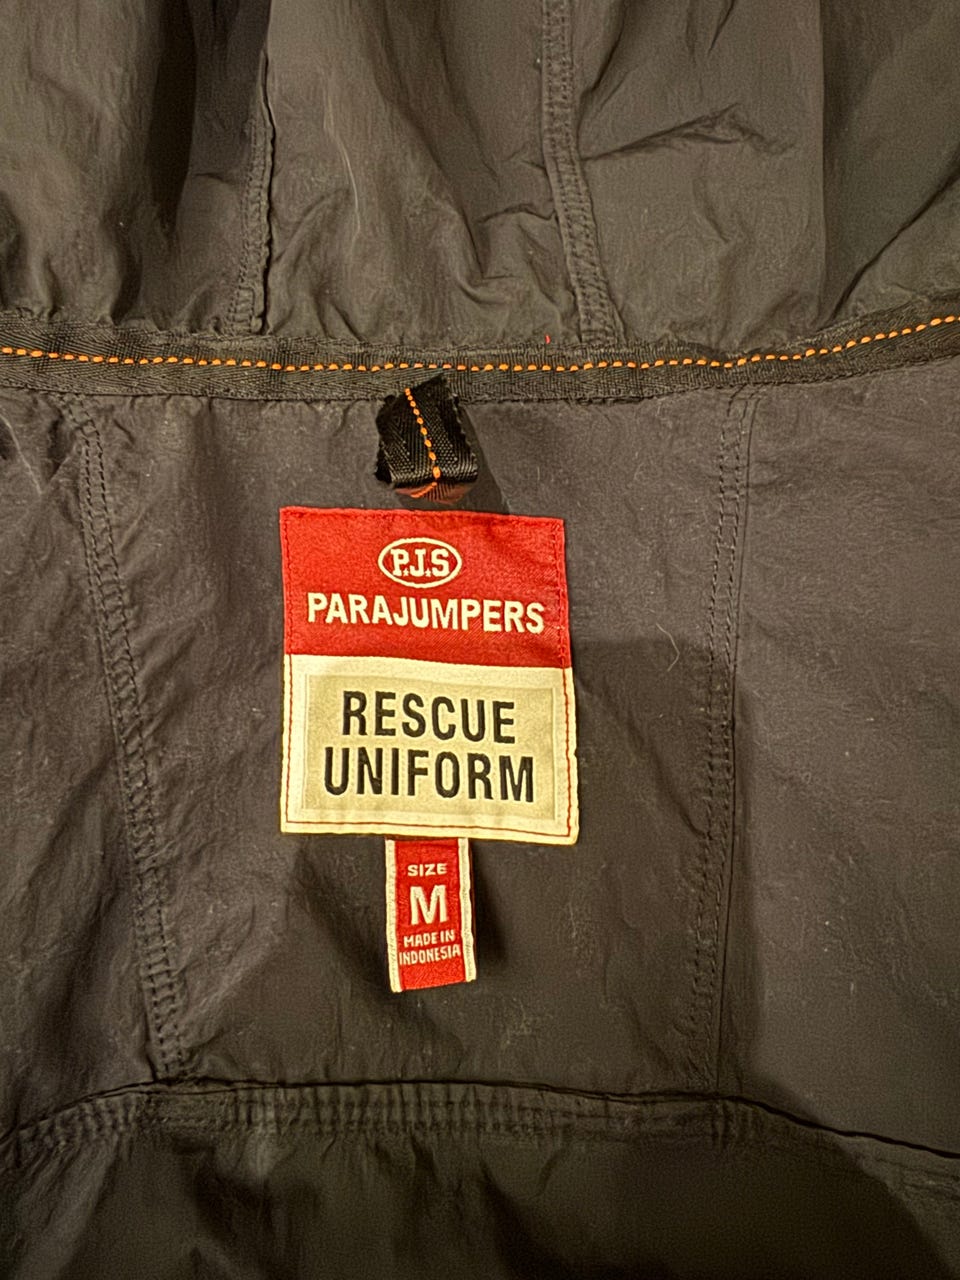 P.J.S
PARAJUMPERS
RESCUE
UNIFORM
SIZE
M
MADE IN
INDONESIA